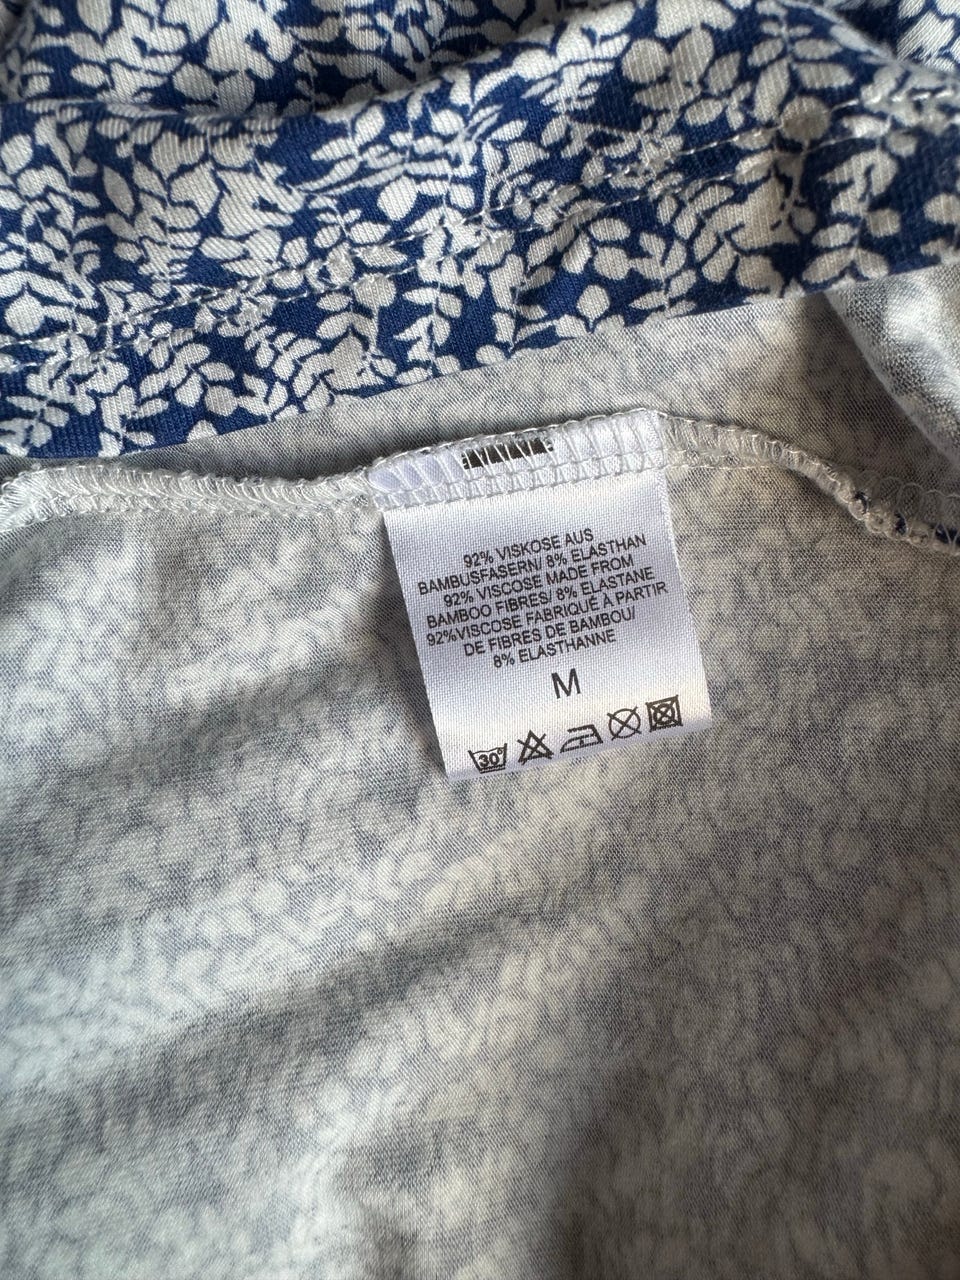 92% VISKOSE AUS
BAMBUSFASERN/ 8% ELASTHAN
92% VISCOSE MADE FROM
BAMBOO FIBRES/ 8% ELASTANE
92%VISCOSE FABRIQUÉ À PARTIR
DE FIBRES DE BAMBOU/
8% ELASTHANNE
M
30°